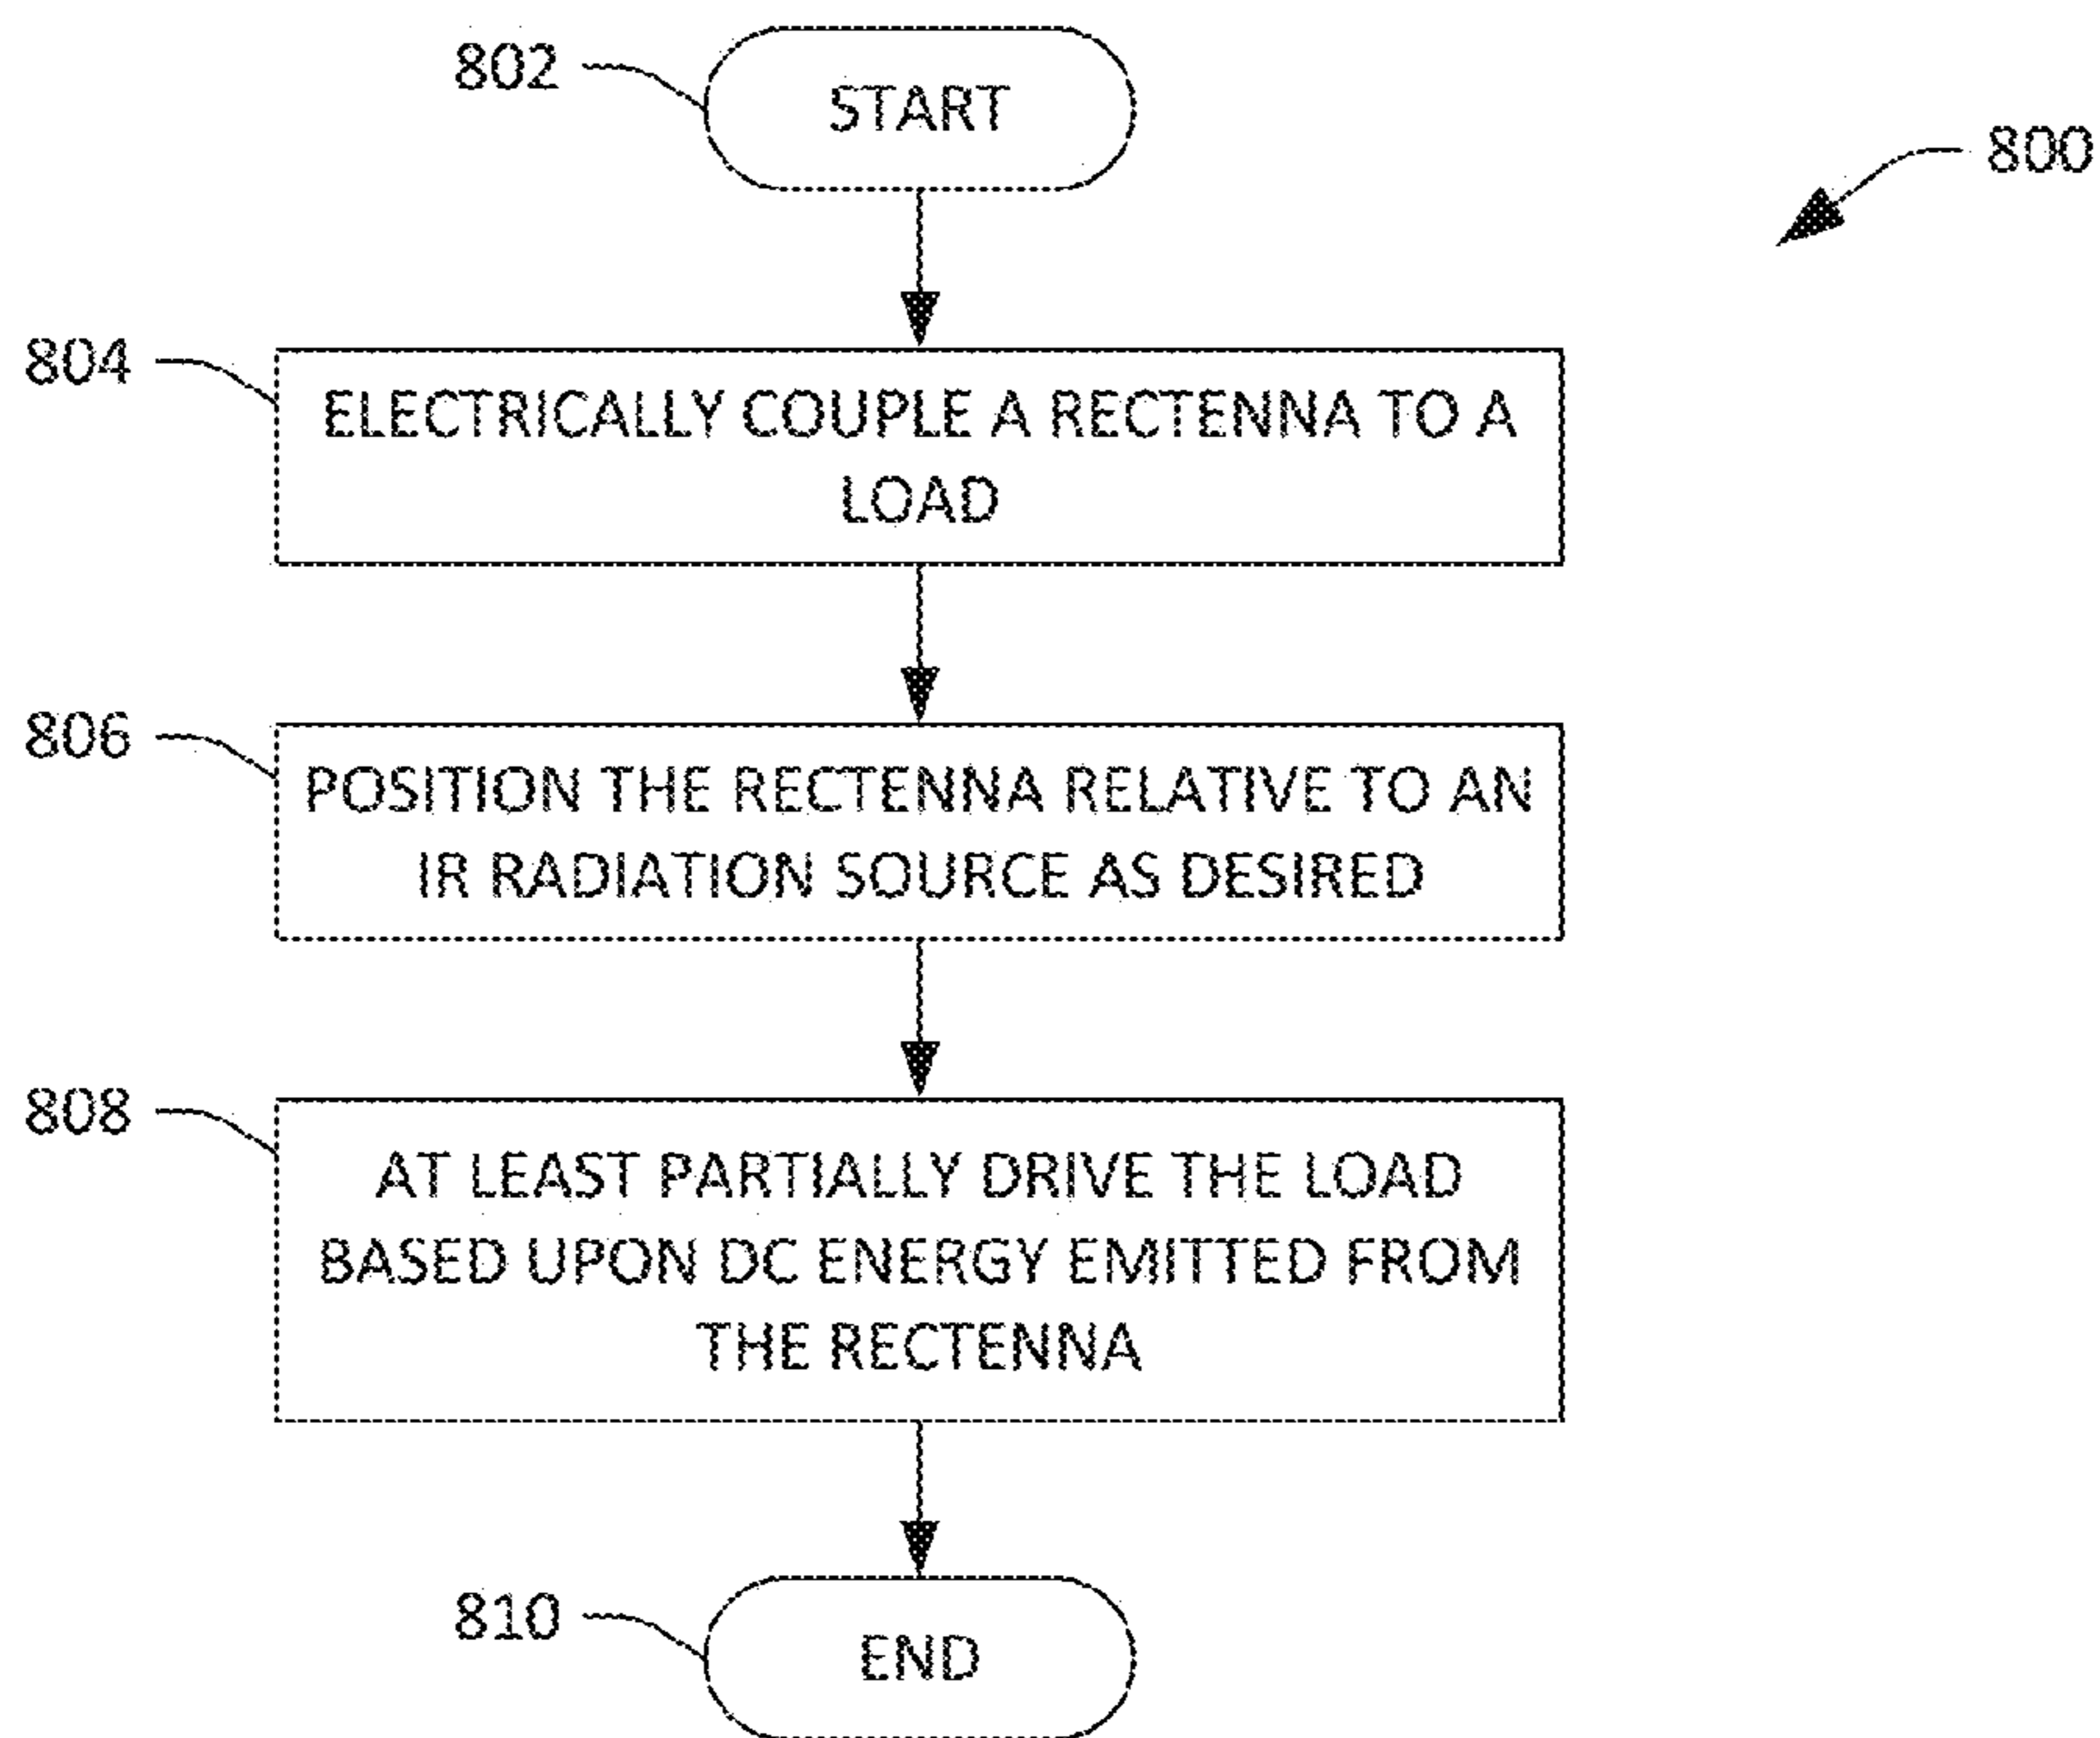 802
START
800
804
ELECTRICALLY COUPLE A RECTENNA TO A
LOAD
806
POSITION THE RECTENNA RELATIVE TO AN
IR RADIATION SOURCE AS DESIRED
808
AT LEAST PARTIALLY DRIVE THE LOAD
BASED UPON DC ENERGY EMITTED FROM
THE RECTENNA
810
END